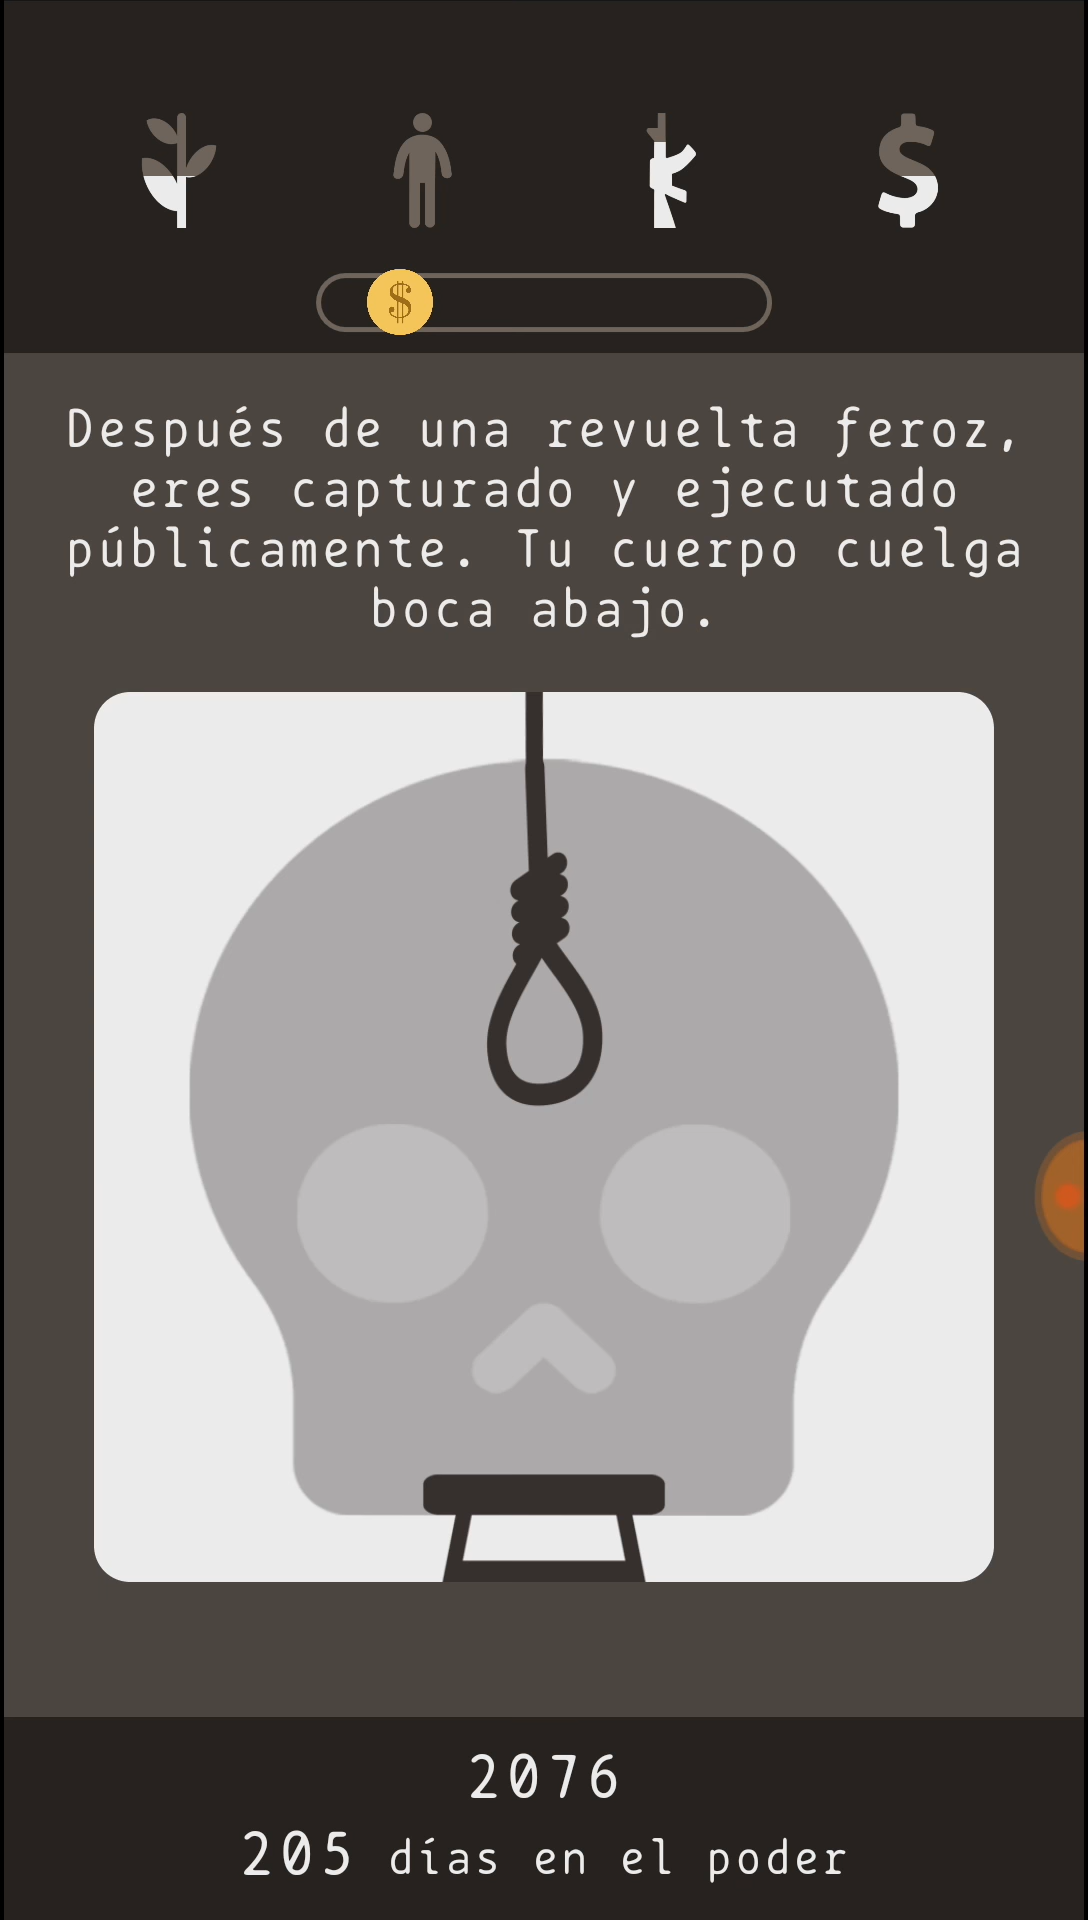 $
Después de una revuelta feroz,
eres capturado y ejecutado
públicamente. Tu cuerpo cuelga
boca abajo.
2076
205 días en el poder